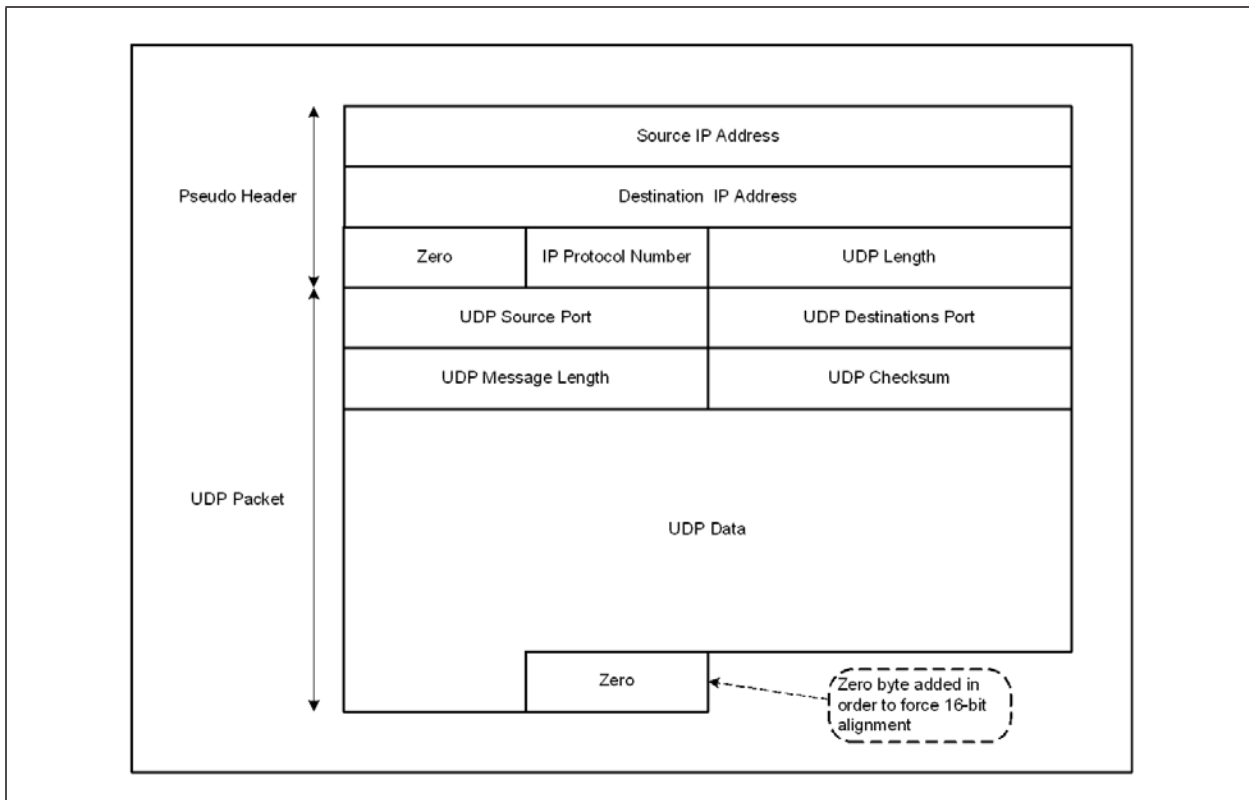 Source IP Address
Pseudo Header
Destination IP Address
Zero
IP Protocol Number
UDP Length
UDP Source Port
UDP Destinations Port
UDP Message Length
UDP Checksum
UDP Packet
UDP Data
Zero
Zero byte added in
order to force 16-bit
alignment